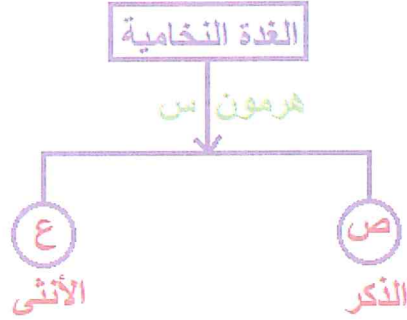 الغدة النخامية
هرمون س
ص
ع
الذكر
الأنثى